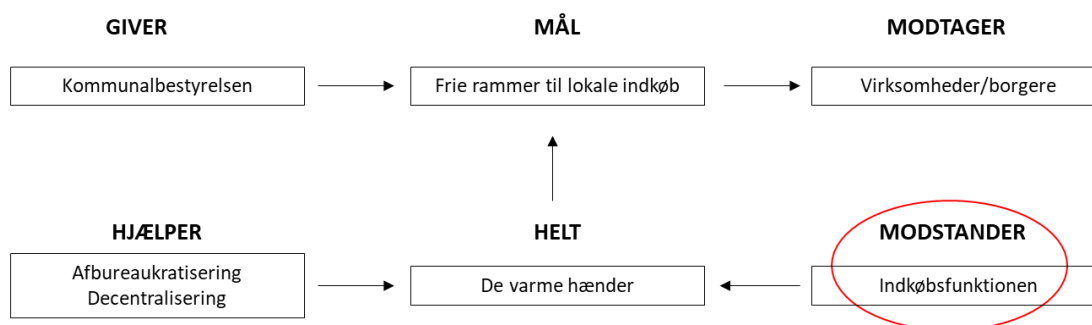 GIVER
MÅL
MODTAGER
Kommunalbestyrelsen
Frie rammer til lokale indkøb
Virksomheder/borgere
HJÆLPER
HELT
MODSTANDER
Afbureaukratisering
Decentralisering
De varme hænder
Indkøbsfunktionen